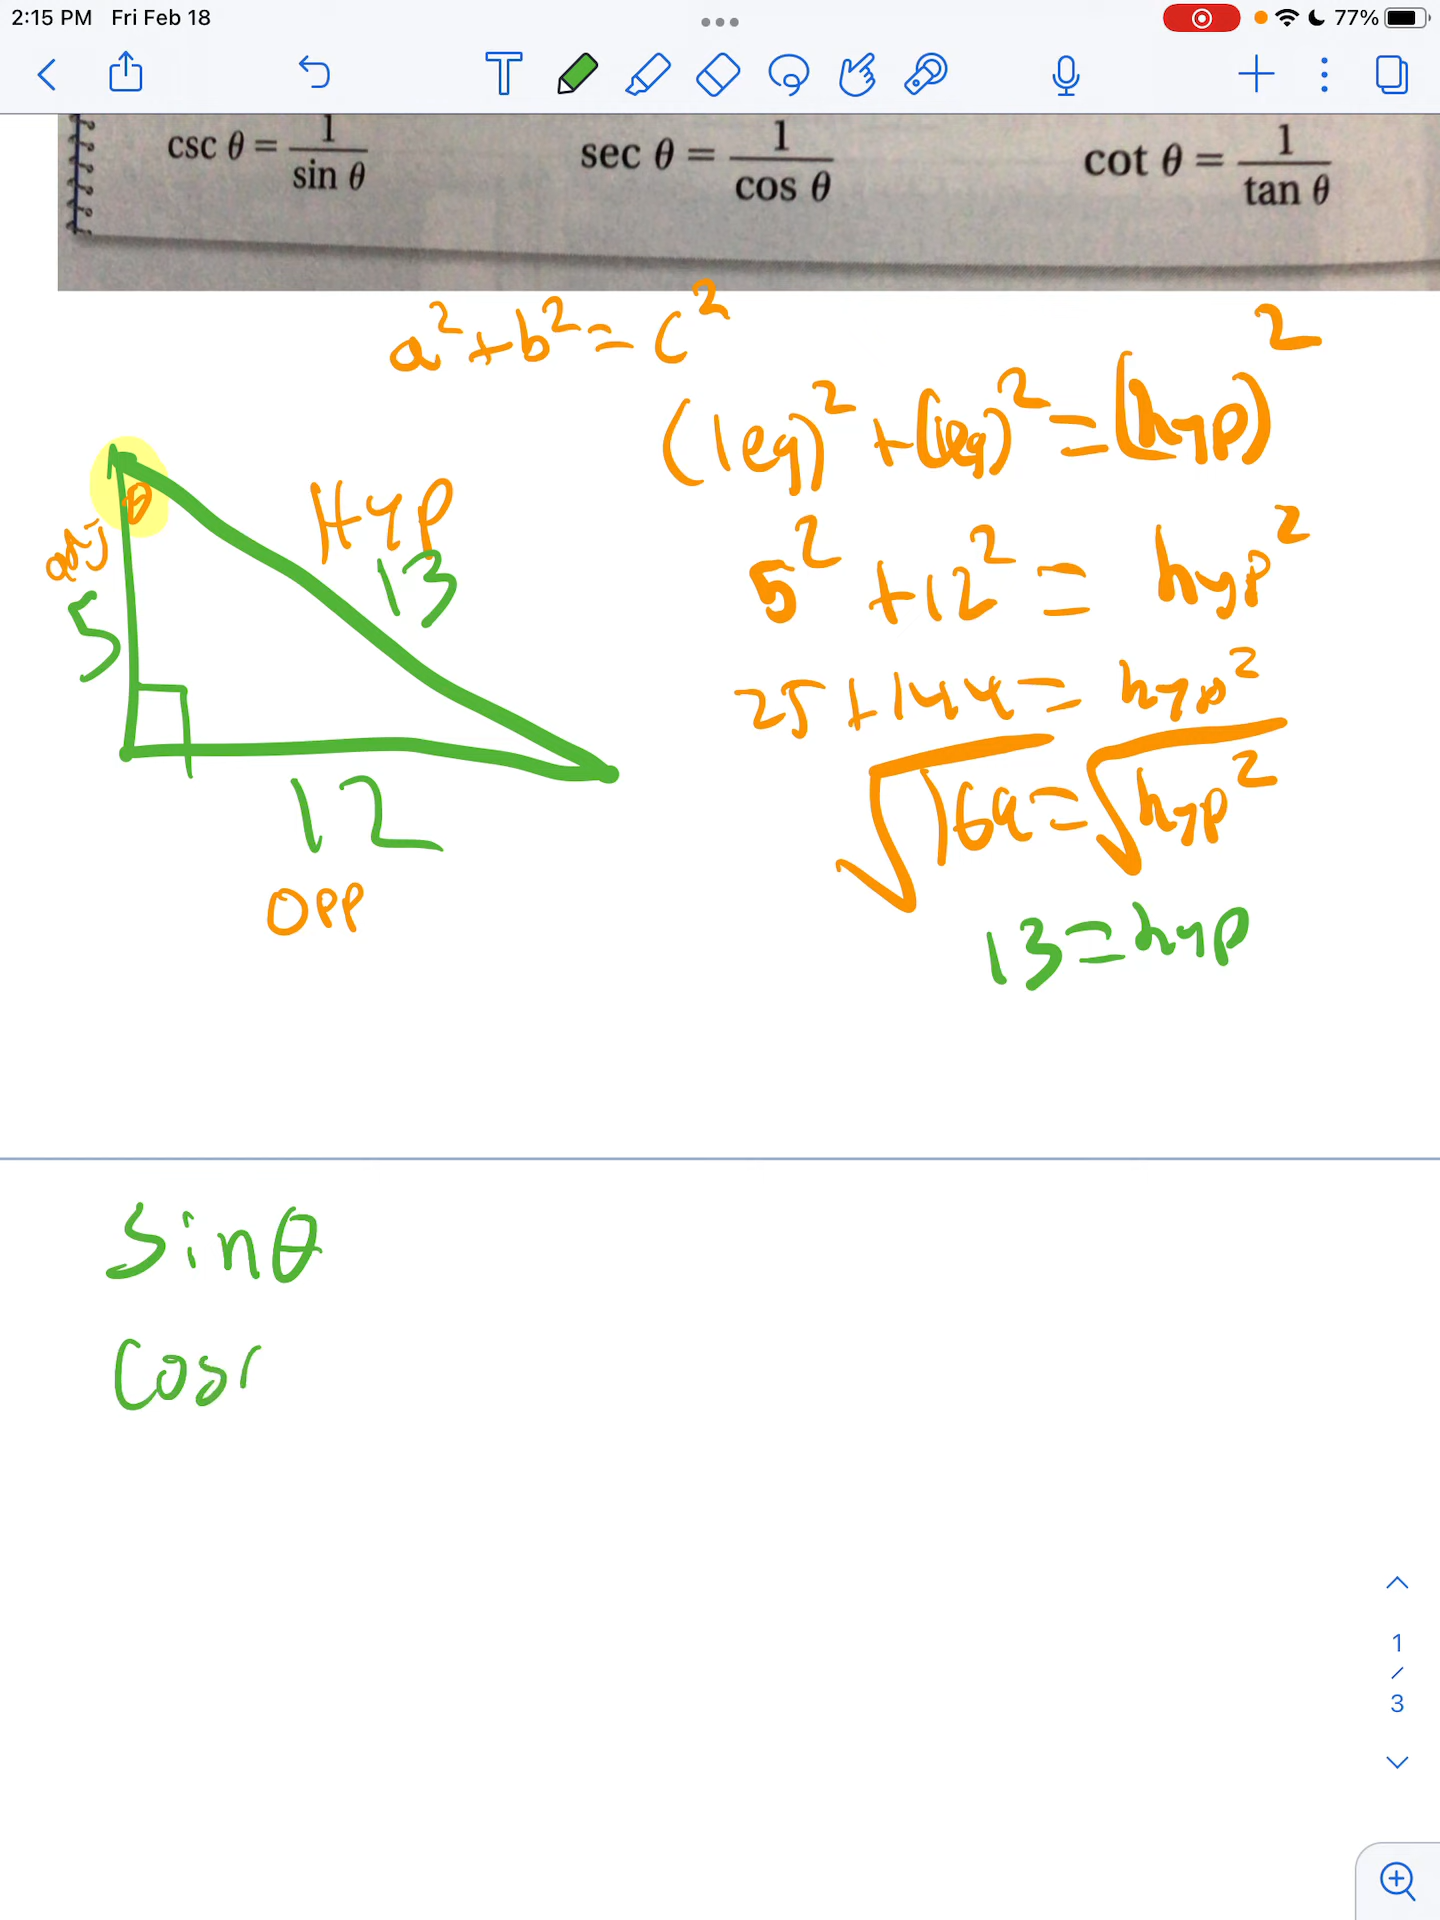 2:15 PM Fri Feb 18
77%
T
csc θ = 1/sin θ
sec θ = 1/cos θ
cot θ = 1/tan θ
a²+b²=c²
(leg)²+(leg)²=(hyp)²
θ
adj
Hyp
13
5
5²+12²=hyp²
25+144=hyp²
12
√169=√hyp²
opp
13=hyp
Sinθ
Cos
1
/
3